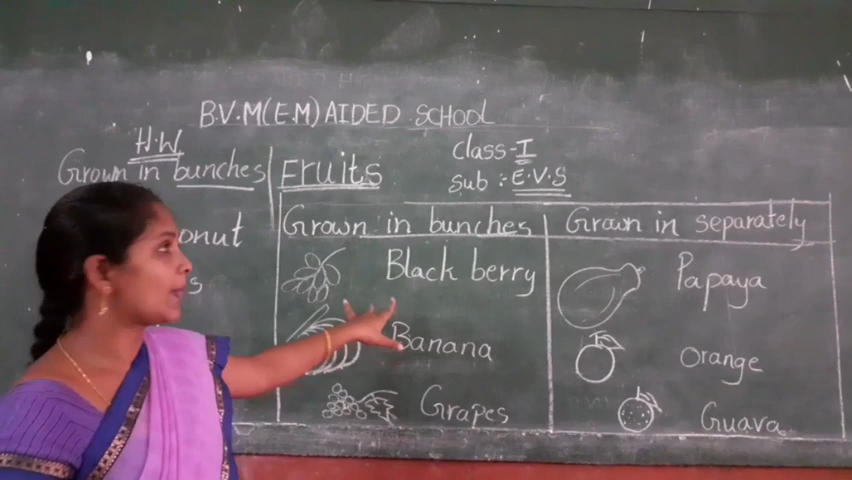 B.V.M(E.M) AIDED SCHOOL
H.W
Grown in bunches
Fruits
Class-I
Sub :- E.V.S
Grown in bunches
Grown in separately
Black berry
Papaya
Banana
Orange
Grapes
Guava